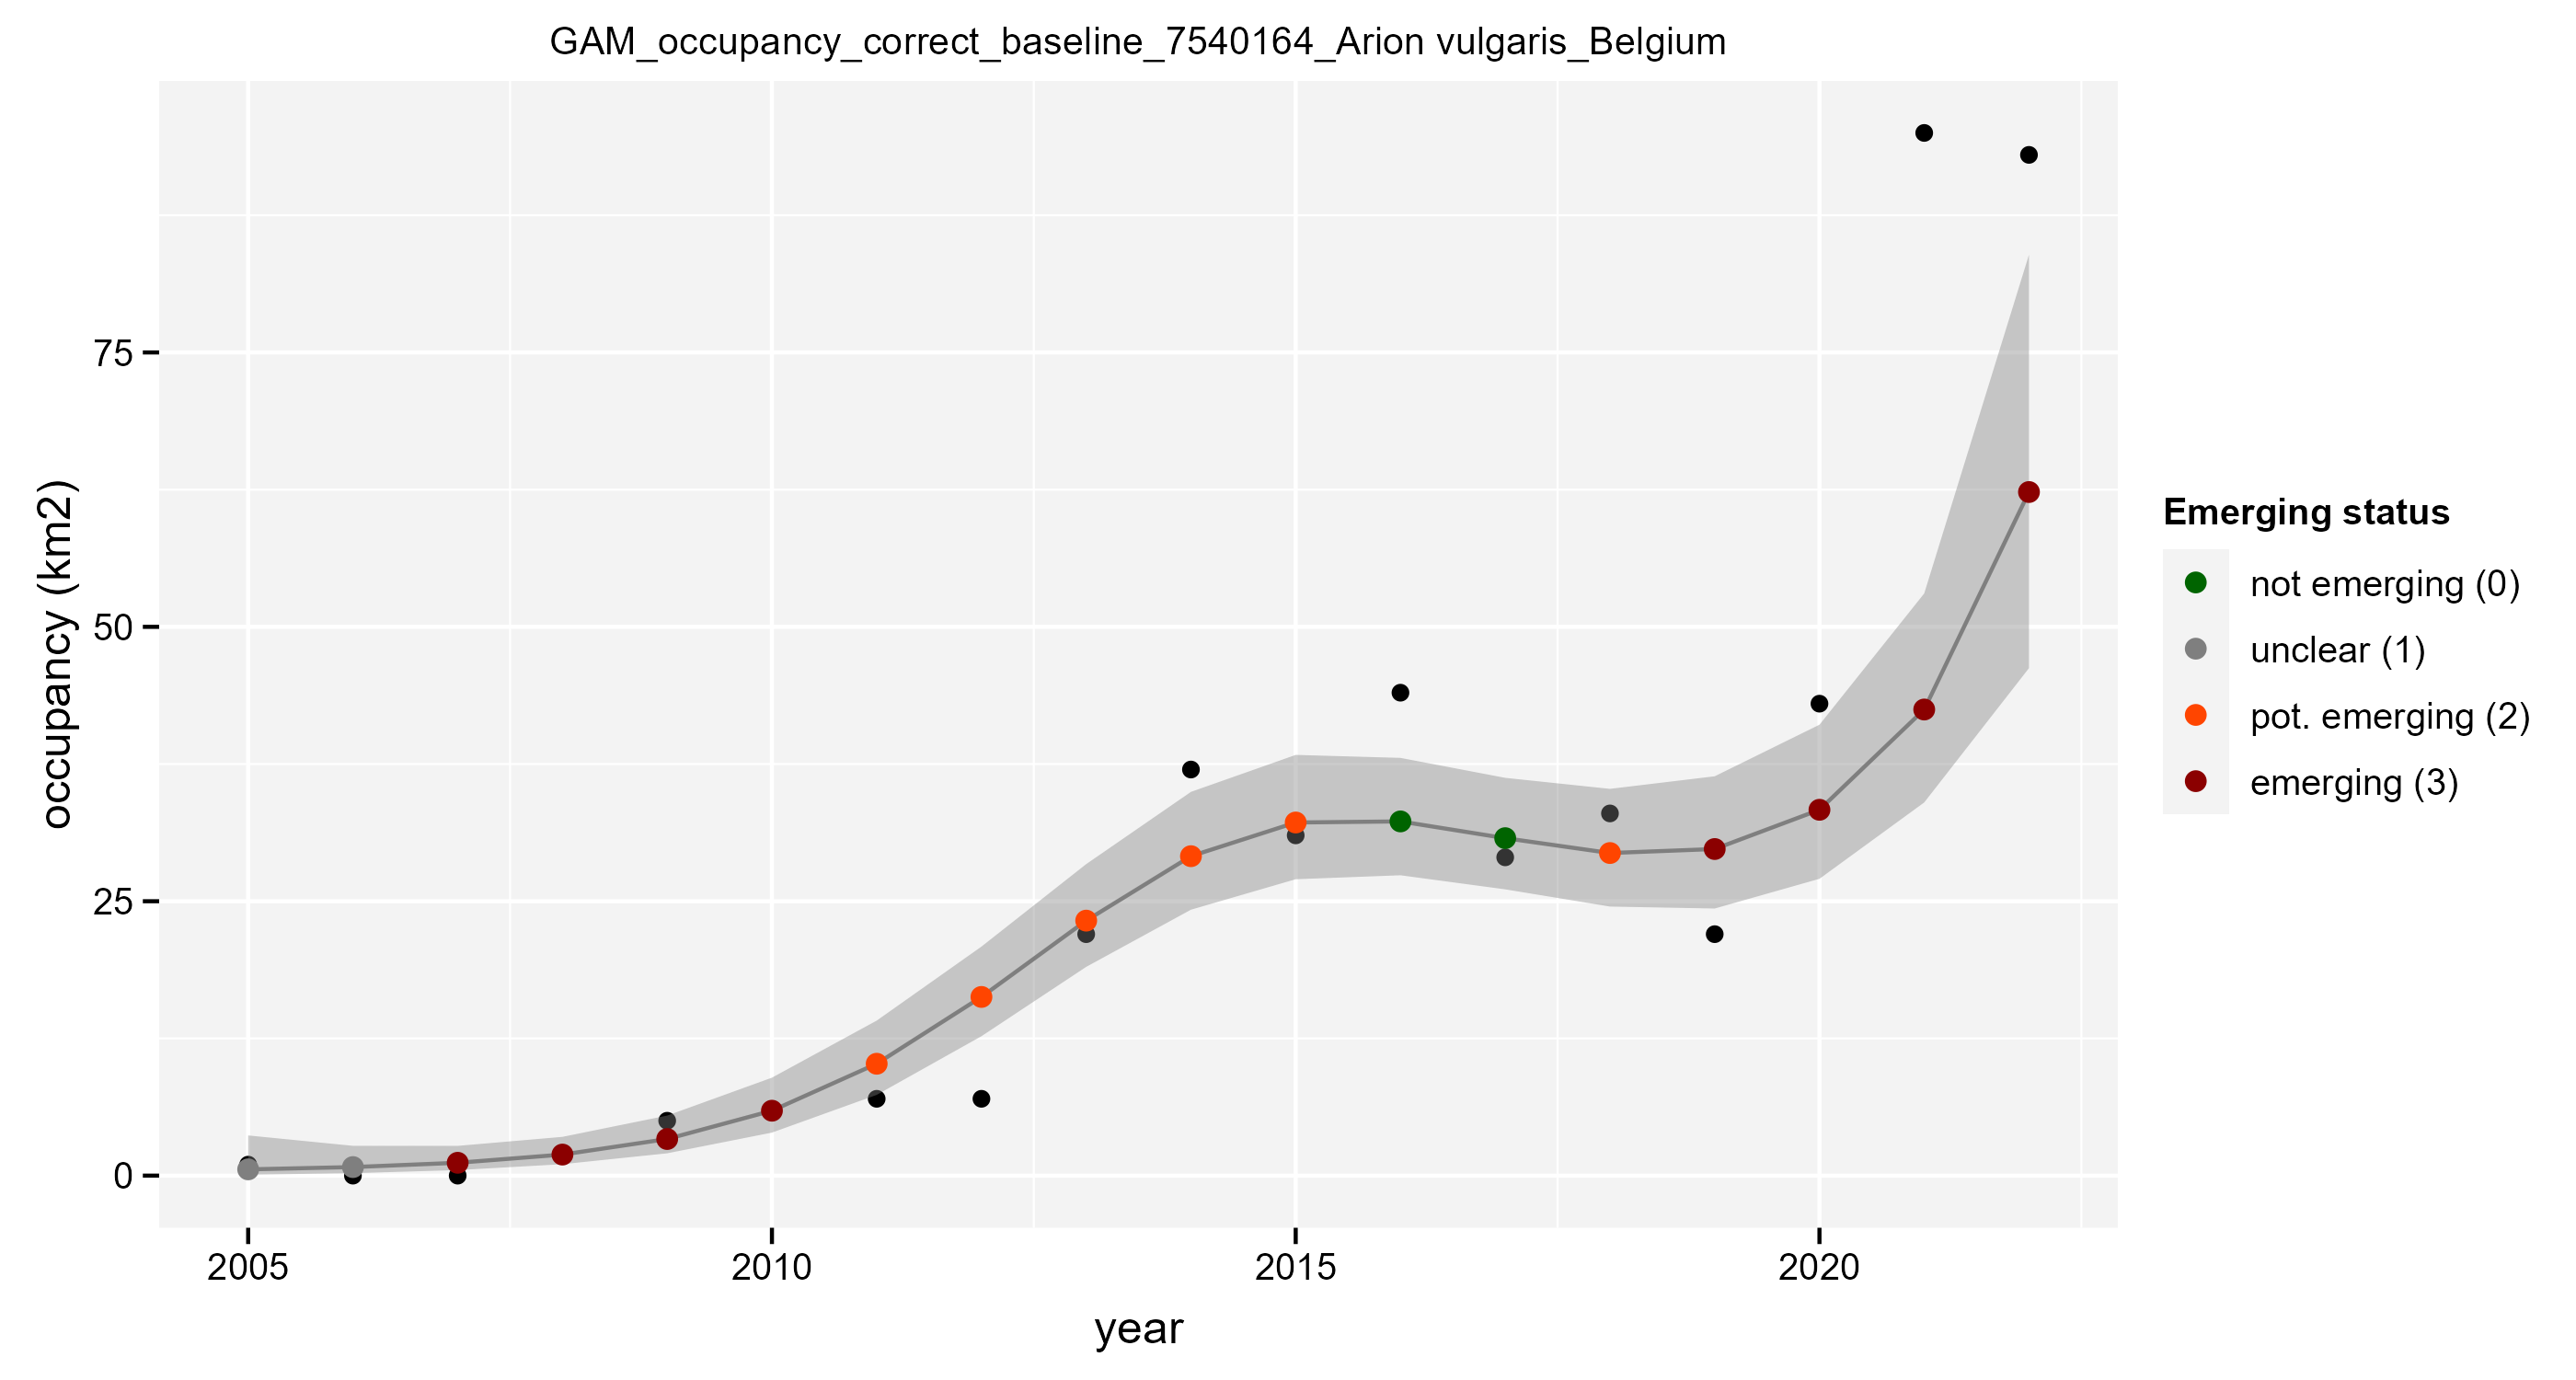 GAM_occupancy_correct_baseline_7540164_Arion vulgaris_Belgium
occupancy (km2)
75
50
25
0
2005
2010
2015
2020
year
Emerging status
not emerging (0)
unclear (1)
pot. emerging (2)
emerging (3)